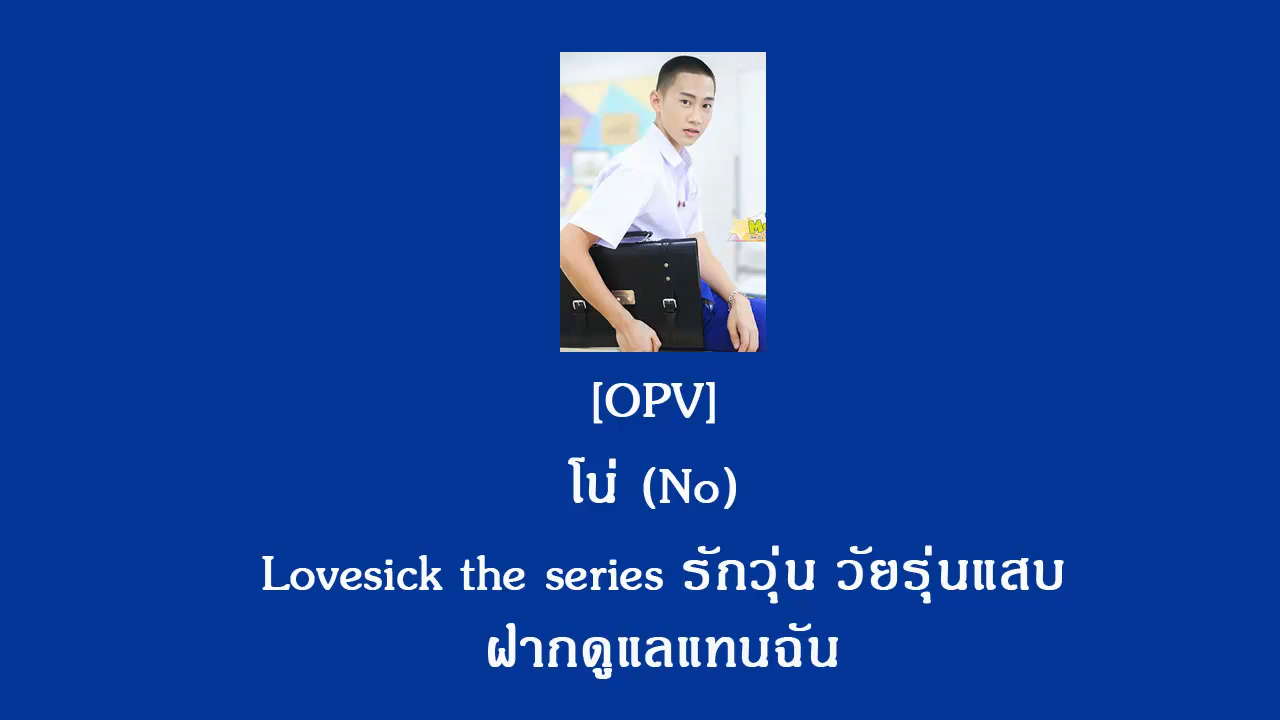 [OPV]
โน่ (No)
Lovesick the series รักวุ่น วัยรุ่นแสบ
ฝากดูแลแทนฉัน